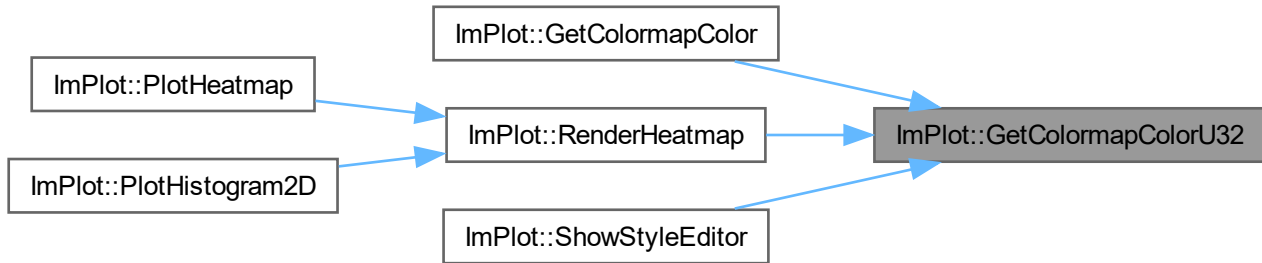 ImPlot::GetColormapColor
ImPlot::PlotHeatmap
ImPlot::RenderHeatmap
ImPlot::GetColormapColorU32
ImPlot::PlotHistogram2D
ImPlot::ShowStyleEditor